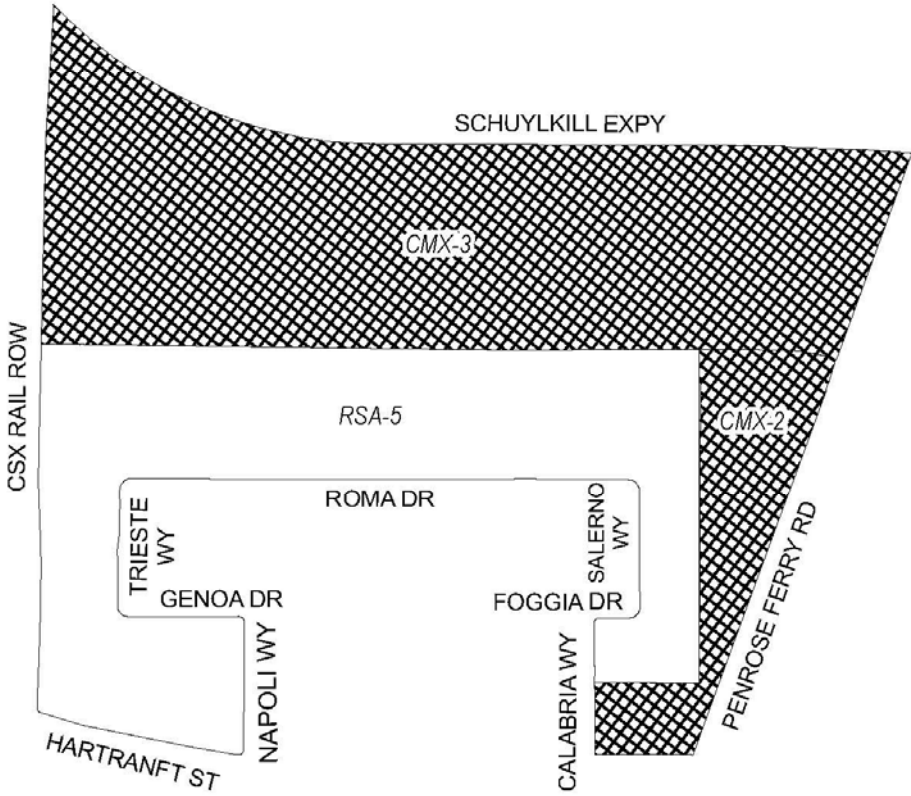 SCHUYLKILL EXPY
CMX-3
CSX RAIL ROW
RSA-5
CMX-2
ROMA DR
TRIESTE
WY
SALERNO
WY
GENOA DR
FOGGIA DR
PENROSE FERRY RD
NAPOLI WY
CALABRIA WY
HARTRANFT ST